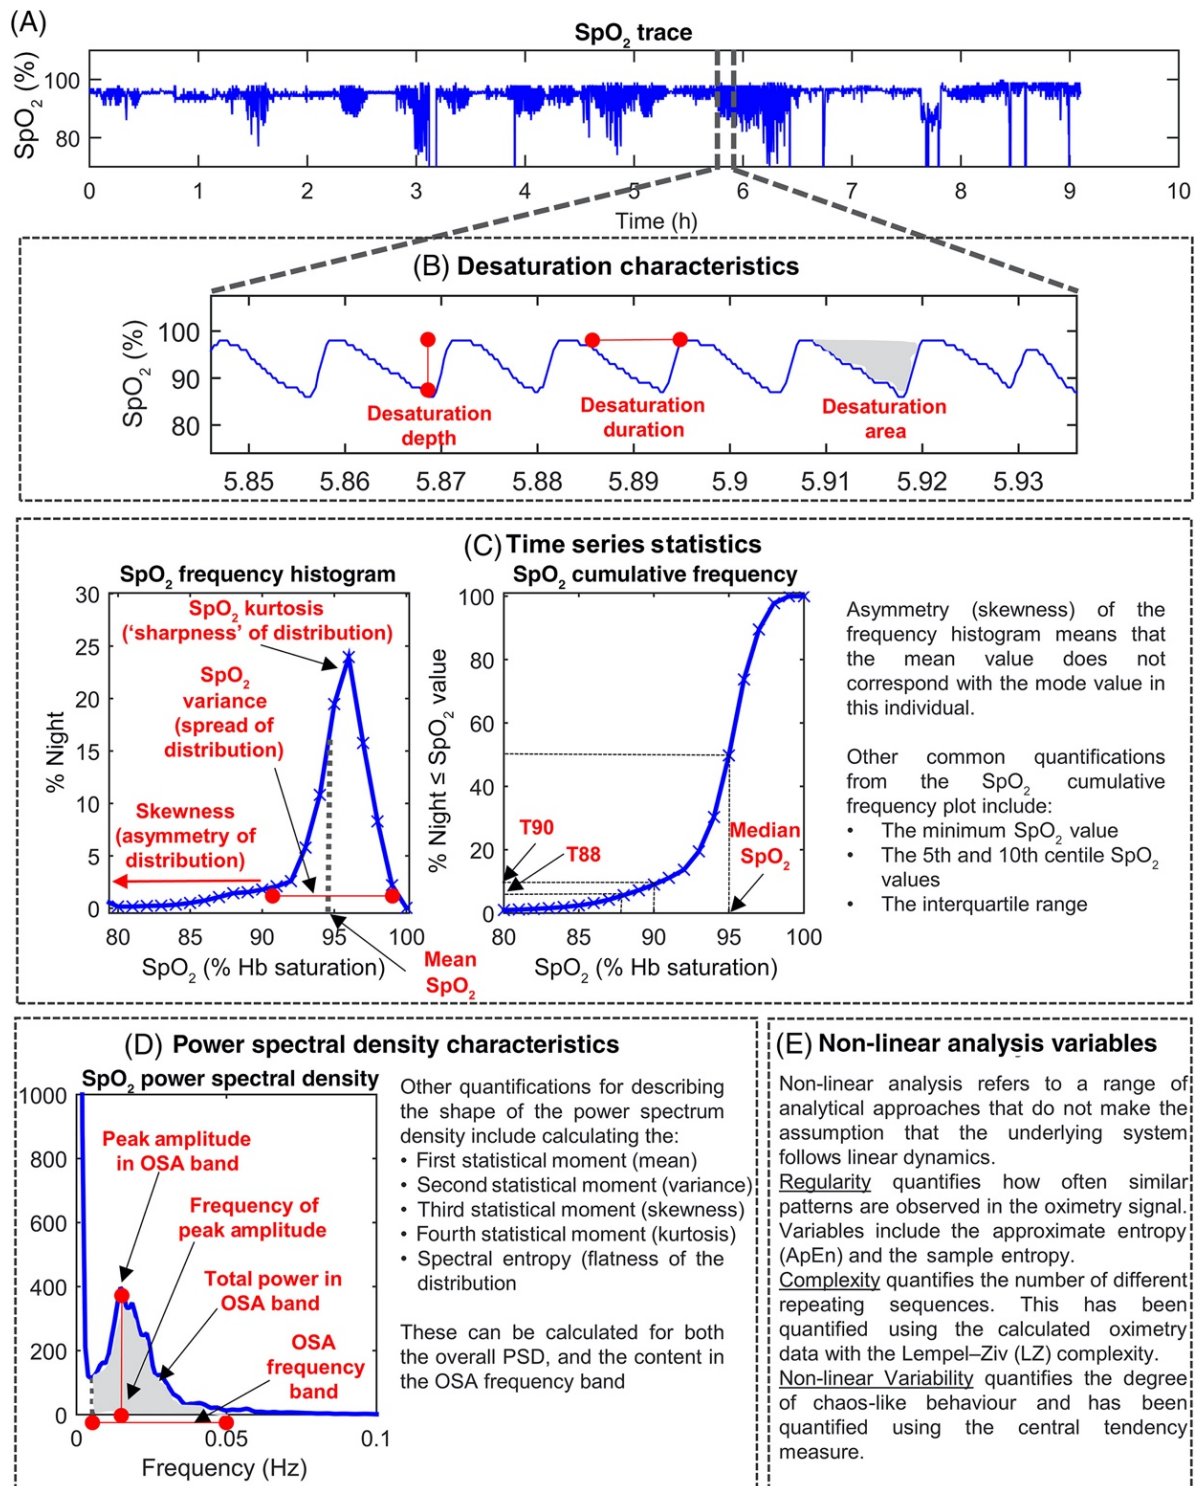 (A)
SpO2 trace
SpO2 (%)
100
80
0 1 2 3 4 5 6 7 8 9 10
Time (h)
(B) Desaturation characteristics
SpO2 (%)
100
90
80
Desaturation
depth
Desaturation
duration
Desaturation
area
5.85 5.86 5.87 5.88 5.89 5.9 5.91 5.92 5.93
(C) Time series statistics
SpO2 frequency histogram
% Night
30
25
20
15
10
5
0
SpO2 kurtosis
(‘sharpness’ of distribution)
SpO2
variance
(spread of
distribution)
Skewness
(asymmetry of
distribution)
80 85 90 95 100
SpO2 (% Hb saturation)
Mean
SpO2
SpO2 cumulative frequency
% Night ≤ SpO2 value
100
80
60
40
20
0
T90
T88
Median
SpO2
80 85 90 95 100
SpO2 (% Hb saturation)
Asymmetry (skewness) of the
frequency histogram means that
the mean value does not
correspond with the mode value in
this individual.
Other common quantifications
from the SpO2 cumulative
frequency plot include:
• The minimum SpO2 value
• The 5th and 10th centile SpO2
values
• The interquartile range
(D) Power spectral density characteristics
SpO2 power spectral density
1000
800
600
400
200
0
Peak amplitude
in OSA band
Frequency of
peak amplitude
Total power in
OSA band
OSA
frequency
band
0 0.05 0.1
Frequency (Hz)
Other quantifications for describing
the shape of the power spectrum
density include calculating the:
• First statistical moment (mean)
• Second statistical moment (variance)
• Third statistical moment (skewness)
• Fourth statistical moment (kurtosis)
• Spectral entropy (flatness of the
distribution
These can be calculated for both
the overall PSD, and the content in
the OSA frequency band
(E) Non-linear analysis variables
Non-linear analysis refers to a range of
analytical approaches that do not make the
assumption that the underlying system
follows linear dynamics.
Regularity quantifies how often similar
patterns are observed in the oximetry signal.
Variables include the approximate entropy
(ApEn) and the sample entropy.
Complexity quantifies the number of different
repeating sequences. This has been
quantified using the calculated oximetry
data with the Lempel–Ziv (LZ) complexity.
Non-linear Variability quantifies the degree
of chaos-like behaviour and has been
quantified using the central tendency
measure.